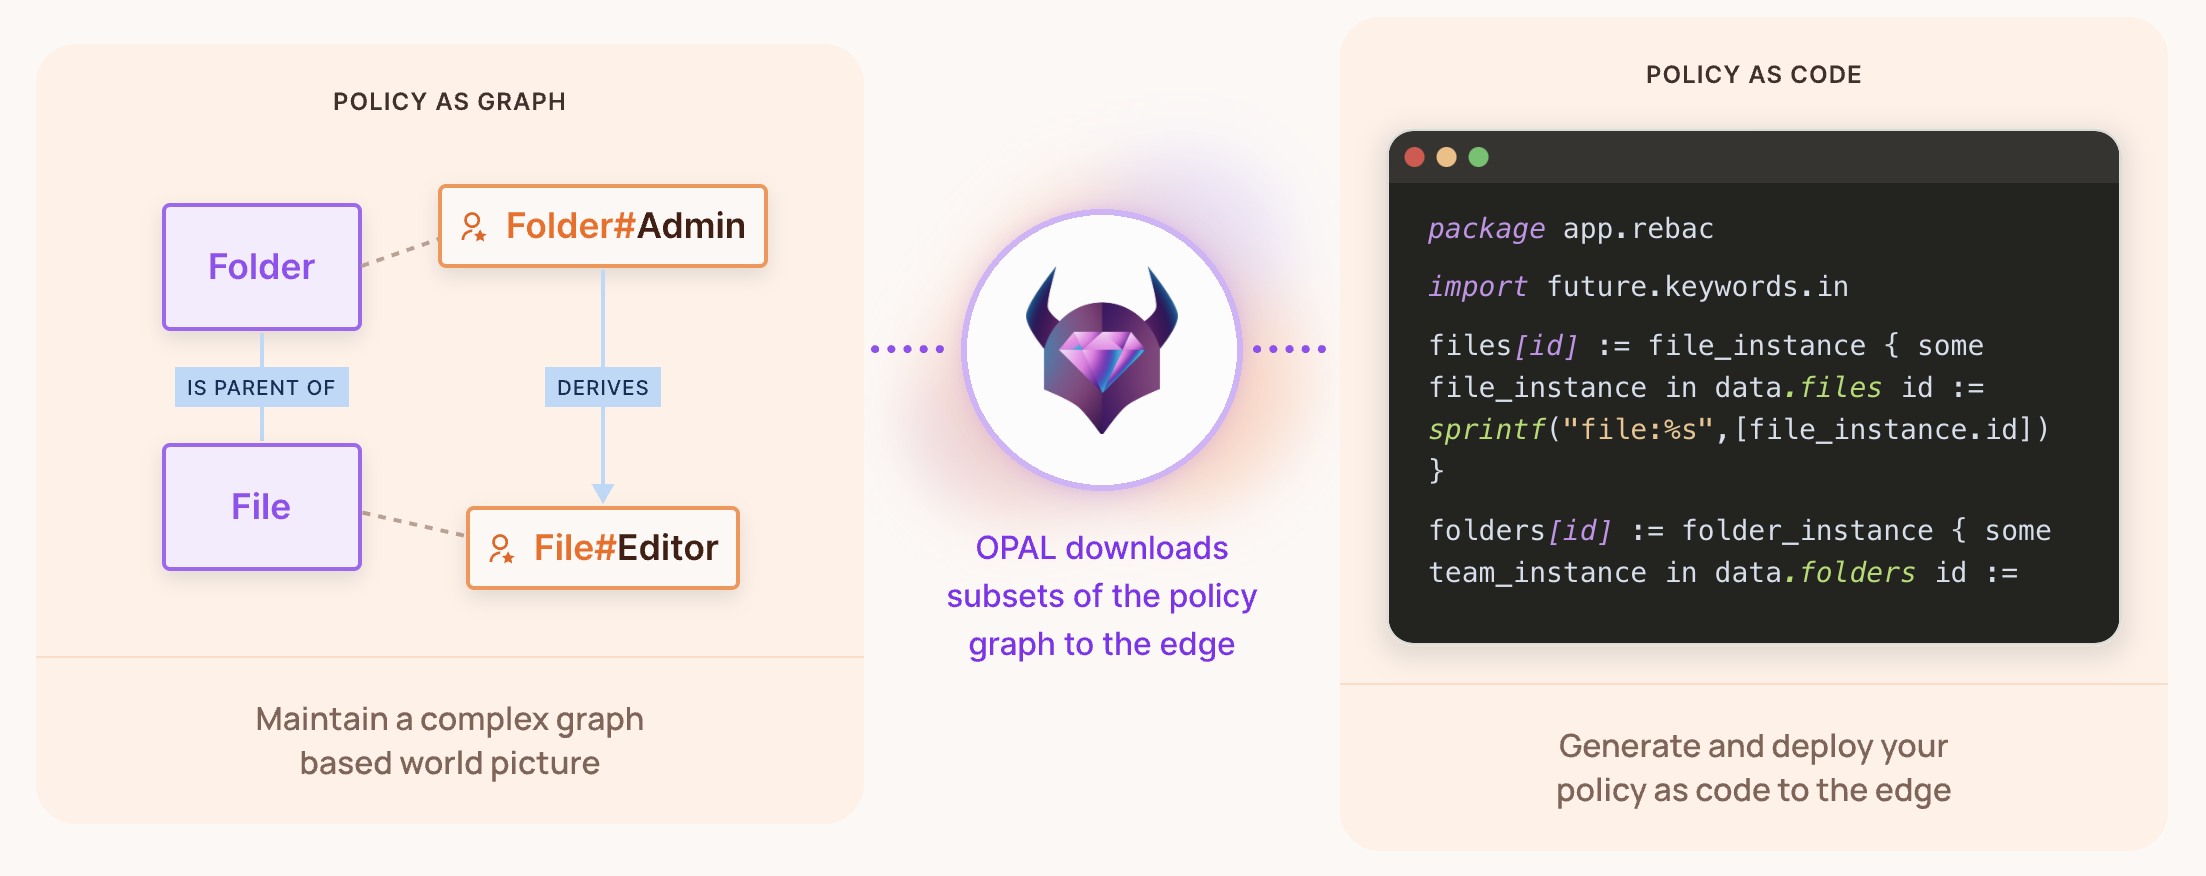 POLICY AS GRAPH
Folder
Folder#Admin
IS PARENT OF
DERIVES
File
File#Editor
Maintain a complex graph
based world picture
OPAL downloads
subsets of the policy
graph to the edge
POLICY AS CODE
package app.rebac
import future.keywords.in
files[id] := file_instance { some
file_instance in data.files id :=
sprintf("file:%s",[file_instance.id])
}
folders[id] := folder_instance { some
team_instance in data.folders id :=
Generate and deploy your
policy as code to the edge